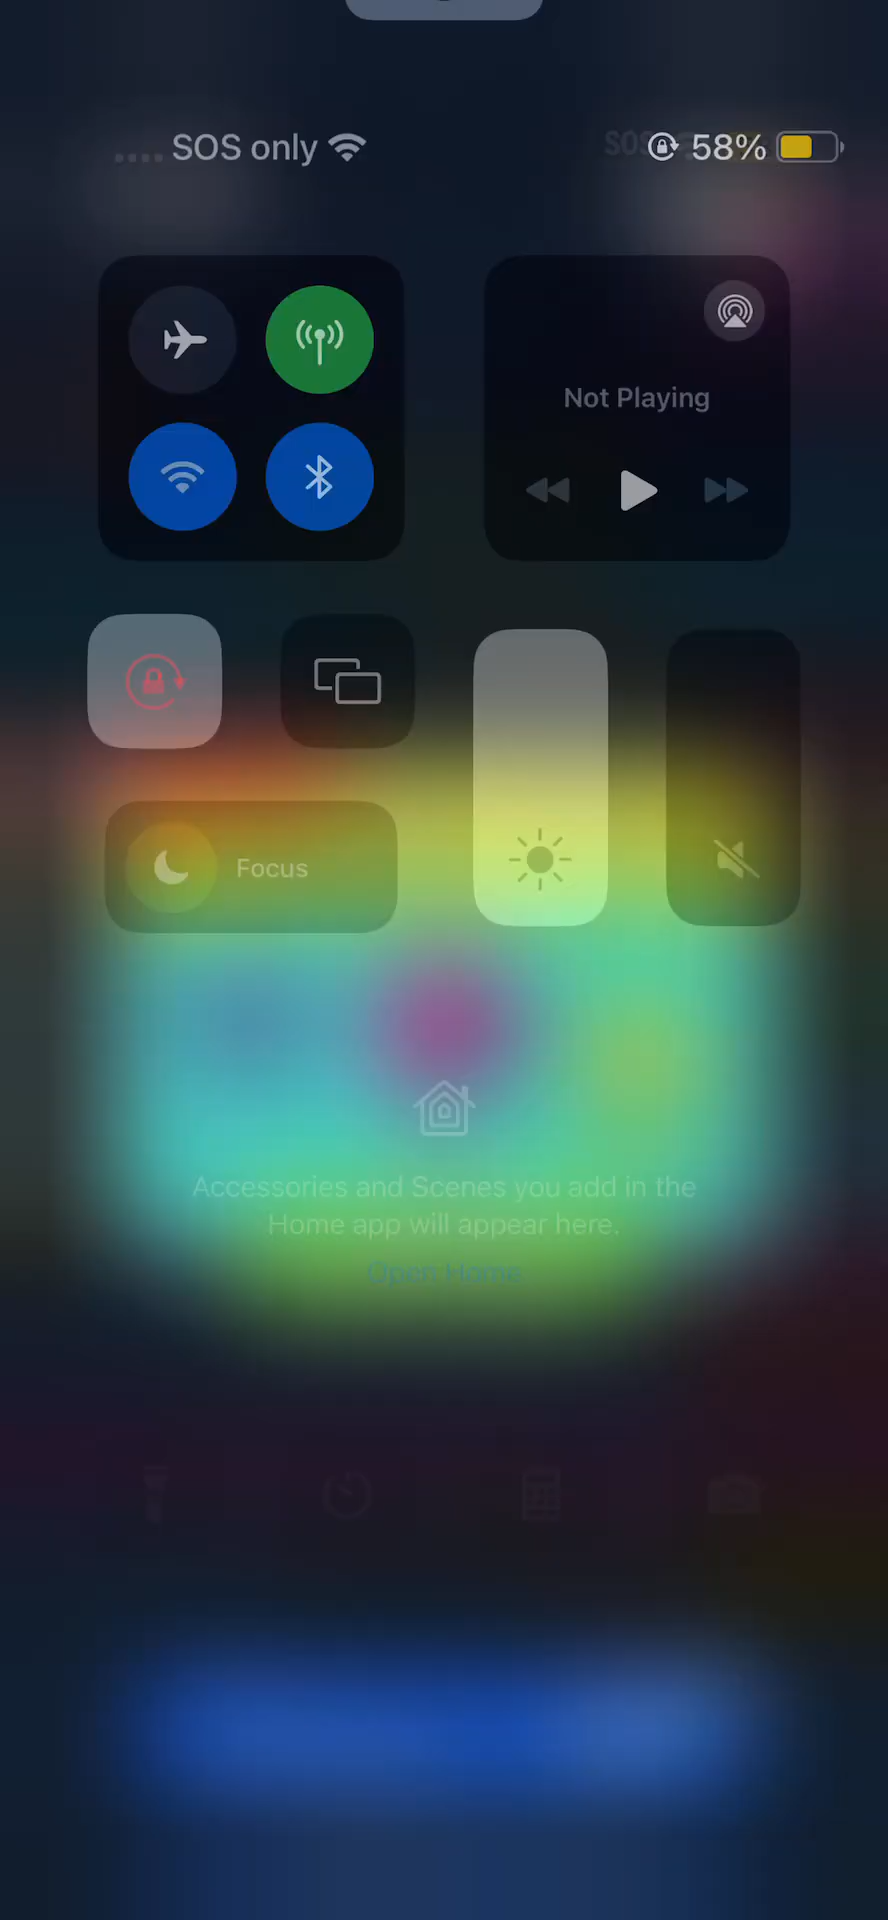 SOS only
SOS
58%
Not Playing
Focus
Accessories and Scenes you add in the
Home app will appear here.
Open Home